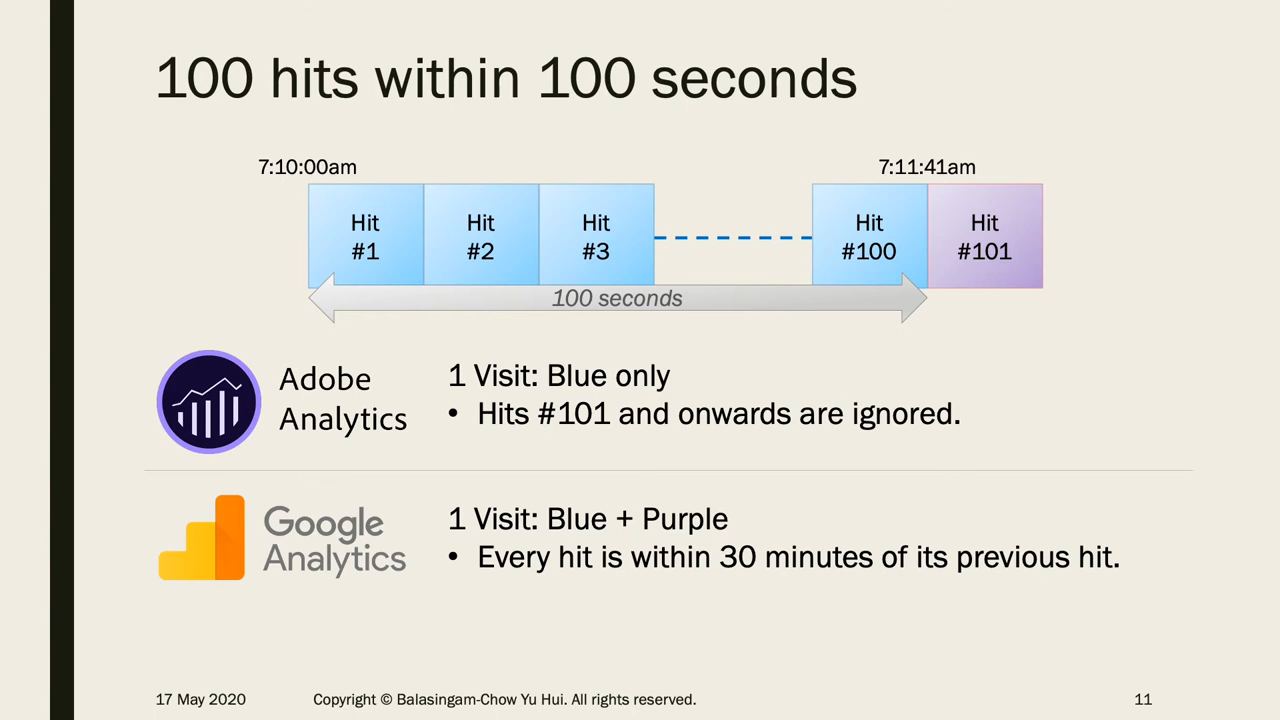 100 hits within 100 seconds
7:10:00am
7:11:41am
Hit
#1
Hit
#2
Hit
#3
Hit
#100
Hit
#101
100 seconds
Adobe
Analytics
1 Visit: Blue only
• Hits #101 and onwards are ignored.
Google
Analytics
1 Visit: Blue + Purple
• Every hit is within 30 minutes of its previous hit.
17 May 2020
Copyright © Balasingam-Chow Yu Hui. All rights reserved.
11